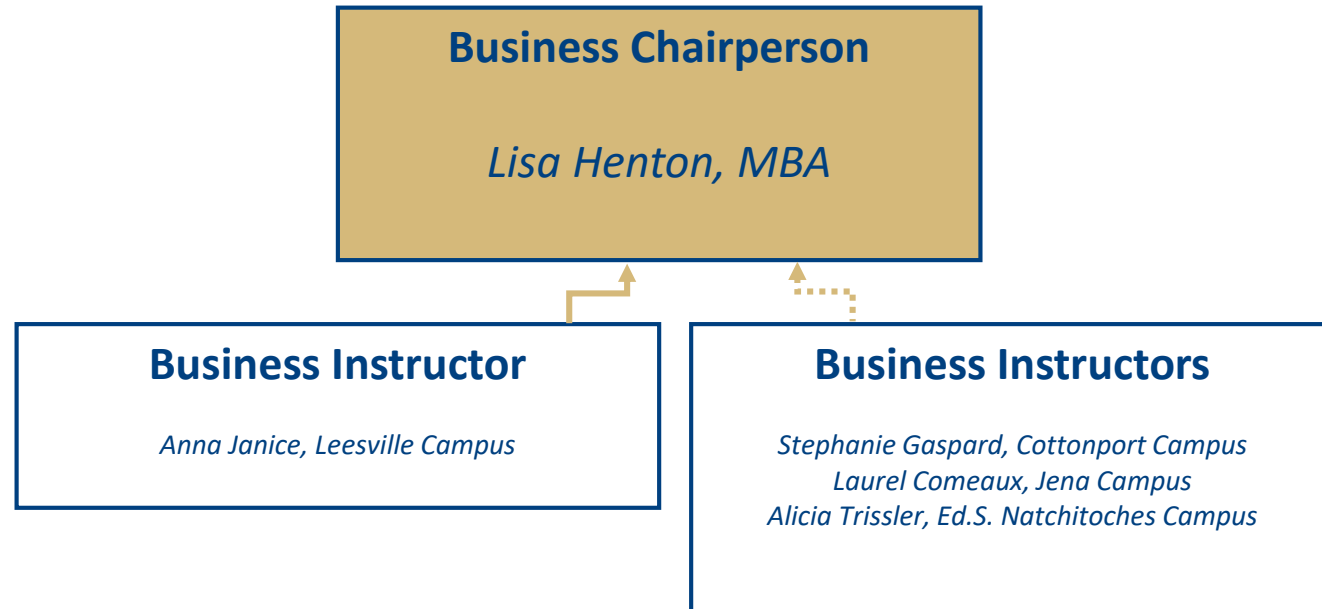 Business Chairperson
Lisa Henton, MBA
Business Instructor
Anna Janice, Leesville Campus
Business Instructors
Stephanie Gaspard, Cottonport Campus
Laurel Comeaux, Jena Campus
Alicia Trissler, Ed.S. Natchitoches Campus